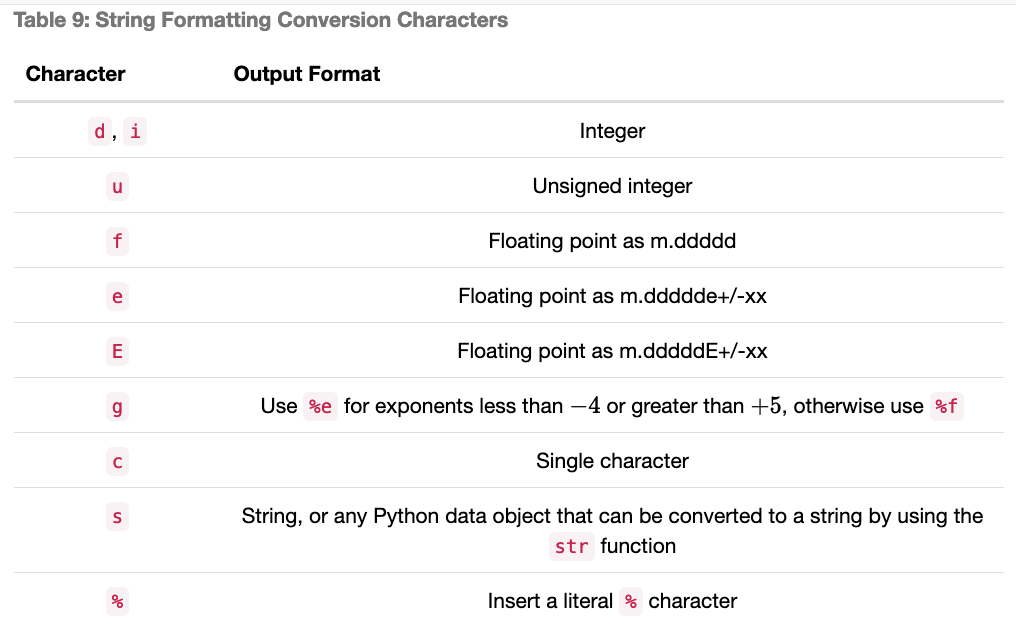 Table 9: String Formatting Conversion Characters
Character Output Format
d, i Integer
u Unsigned integer
f Floating point as m.ddddd
e Floating point as m.ddddde+/-xx
E Floating point as m.dddddE+/-xx
g Use %e for exponents less than −4 or greater than +5, otherwise use %f
c Single character
s String, or any Python data object that can be converted to a string by using the
str function
% Insert a literal % character